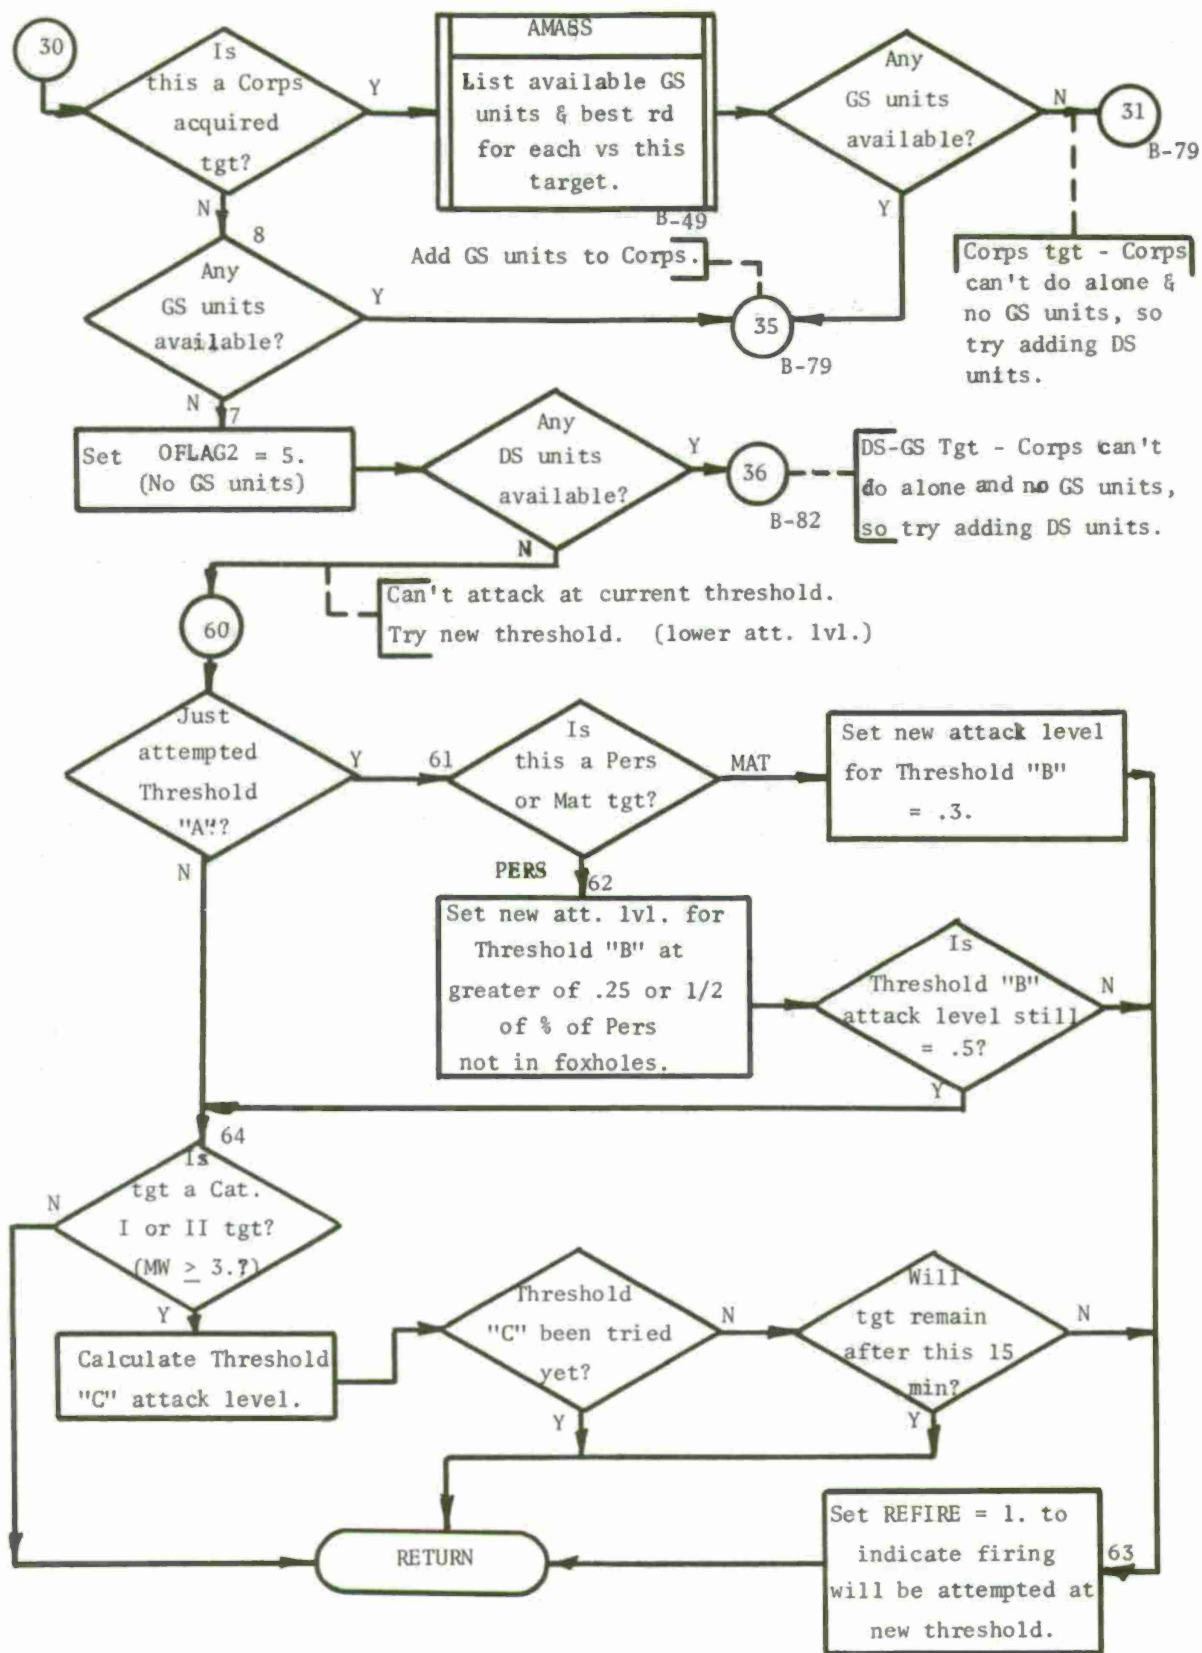 30
Is
this a Corps
acquired
tgt?
Y
N
AMASS
List available GS
units & best rd
for each vs this
target.
B-49
Any
GS units
available?
N
31
B-79
Y
Corps tgt - Corps
can't do alone &
no GS units, so
try adding DS
units.
8
Any
GS units
available?
Y
N
Add GS units to Corps.
35
B-79
7
Set OFLAG2 = 5.
(No GS units)
Any
DS units
available?
Y
N
36
B-82
DS-GS Tgt - Corps can't
do alone and no GS units,
so try adding DS units.
Can't attack at current threshold.
Try new threshold. (lower att. lvl.)
60
Just
attempted
Threshold
"A"?
Y
N
61
Is
this a Pers
or Mat tgt?
MAT
PERS
Set new attack level
for Threshold "B"
= .3.
62
Set new att. lvl. for
Threshold "B" at
greater of .25 or 1/2
of % of Pers
not in foxholes.
Is
Threshold "B"
attack level still
= .5?
N
Y
64
Is
tgt a Cat.
I or II tgt?
(MW ≥ 3.?)
N
Y
Calculate Threshold
"C" attack level.
Threshold
"C" been tried
yet?
N
Y
Will
tgt remain
after this 15
min?
N
Y
63
Set REFIRE = 1. to
indicate firing
will be attempted at
new threshold.
RETURN